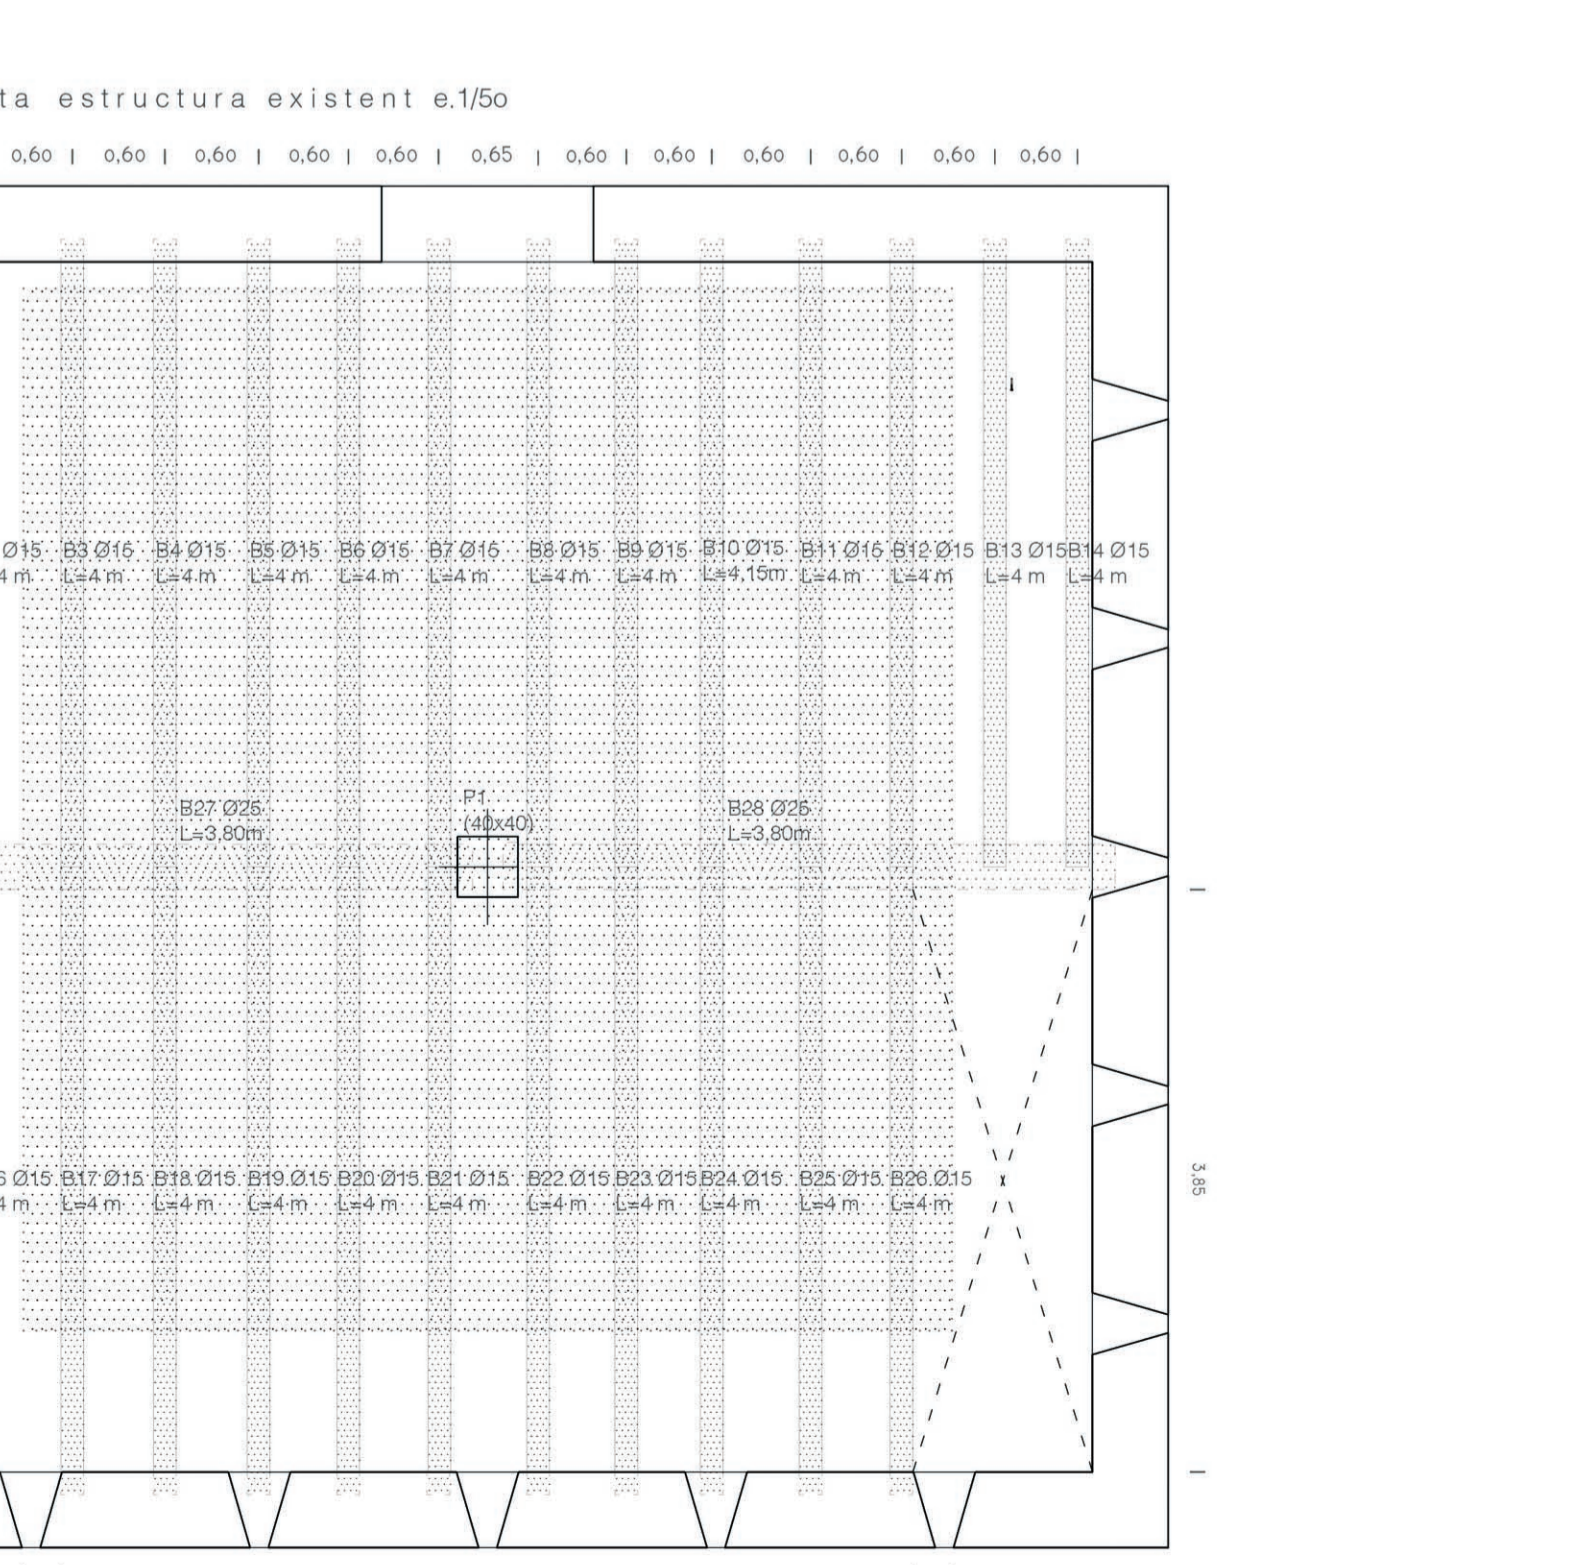 ta estructura existent e.1/5o
0,60 | 0,60 | 0,60 | 0,60 | 0,60 | 0,65 | 0,60 | 0,60 | 0,60 | 0,60 | 0,60 | 0,60 |
Ø15 B3 Ø15 B4 Ø15 B5 Ø15 B6 Ø15 B7 Ø15 B8 Ø15 B9 Ø15 B10 Ø15 B11 Ø15 B12 Ø15 B13 Ø15 B14 Ø15
4 m L=4 m L=4 m L=4 m L=4 m L=4 m L=4 m L=4 m L=4,15m L=4 m L=4 m L=4 m L=4 m
P1
B27 Ø25 (40x40) B28 Ø25
L=3,80m L=3,80m
6 Ø15 B17 Ø15 B18 Ø15 B19 Ø15 B20 Ø15 B21 Ø15 B22 Ø15 B23 Ø15 B24 Ø15 B25 Ø15 B26 Ø15
4 m L=4 m L=4 m L=4 m L=4 m L=4 m L=4 m L=4 m L=4 m L=4 m L=4 m
3,85